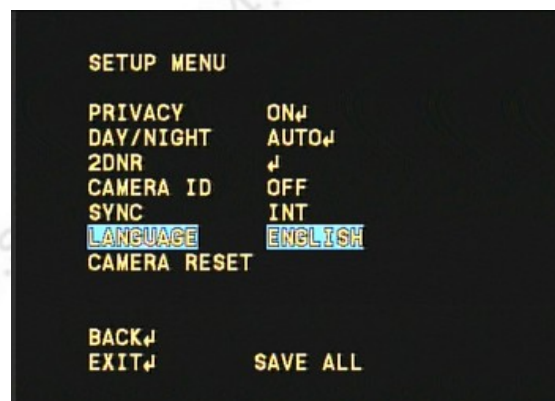 SETUP MENU
PRIVACY ON↲
DAY/NIGHT AUTO↲
2DNR ↲
CAMERA ID OFF
SYNC INT
LANGUAGE ENGLISH
CAMERA RESET
BACK↲
EXIT↲ SAVE ALL